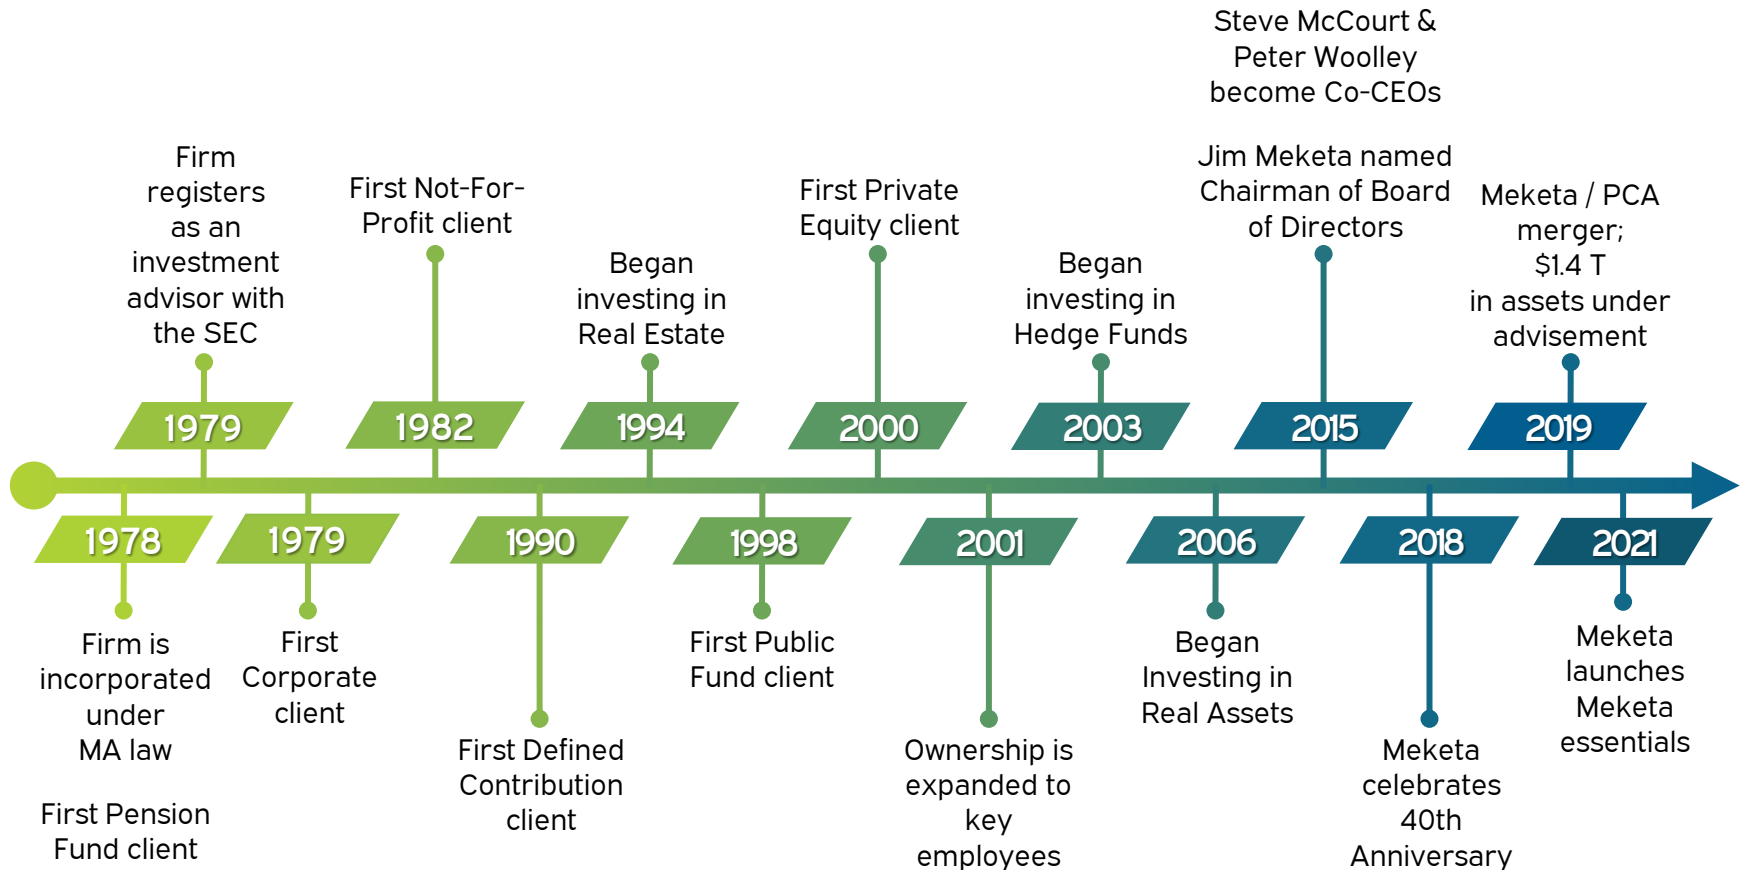 Steve McCourt &
Peter Woolley
become Co-CEOs
Jim Meketa named
Chairman of Board
of Directors
Firm
registers
as an
investment
advisor with
the SEC
First Not-For-
Profit client
Began
investing in
Real Estate
First Private
Equity client
Began
investing in
Hedge Funds
Meketa / PCA
merger;
$1.4 T
in assets under
advisement
1979
1982
1994
2000
2003
2015
2019
1978
1979
1990
1998
2001
2006
2018
2021
Firm is
incorporated
under
MA law
First Pension
Fund client
First
Corporate
client
First Defined
Contribution
client
First Public
Fund client
Ownership is
expanded to
key
employees
Began
Investing in
Real Assets
Meketa
celebrates
40th
Anniversary
Meketa
launches
Meketa
essentials